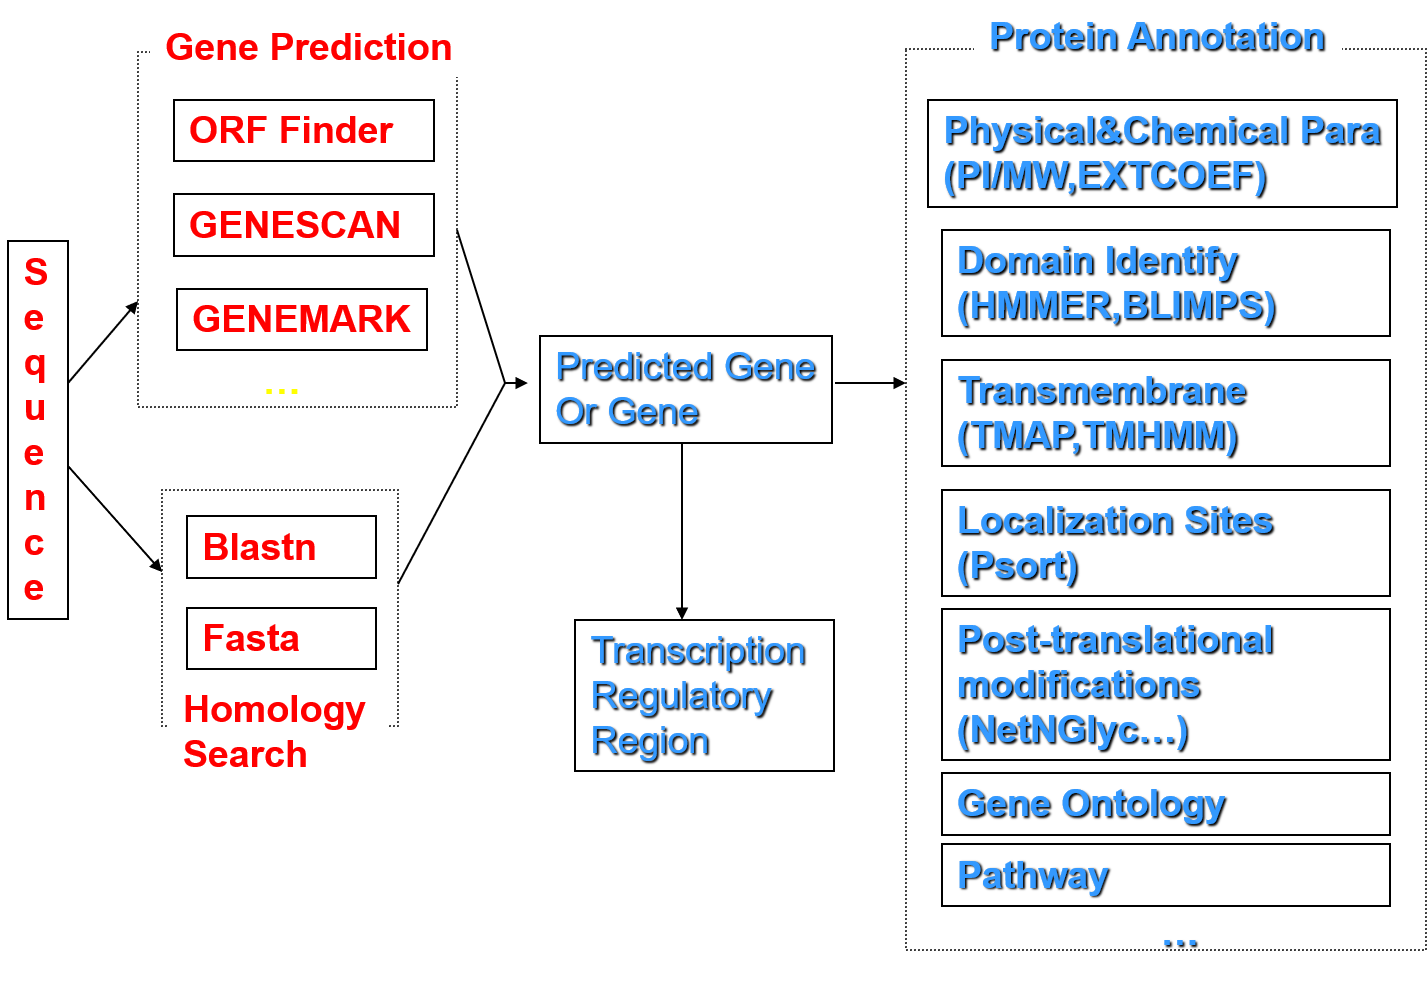 Sequence
Gene Prediction
ORF Finder
GENESCAN
GENEMARK
...
Blastn
Fasta
Homology
Search
Predicted Gene
Or Gene
Transcription
Regulatory
Region
Protein Annotation
Physical&Chemical Para
(PI/MW,EXTCOEF)
Domain Identify
(HMMER,BLIMPS)
Transmembrane
(TMAP,TMHMM)
Localization Sites
(Psort)
Post-translational
modifications
(NetNGlyc…)
Gene Ontology
Pathway
...